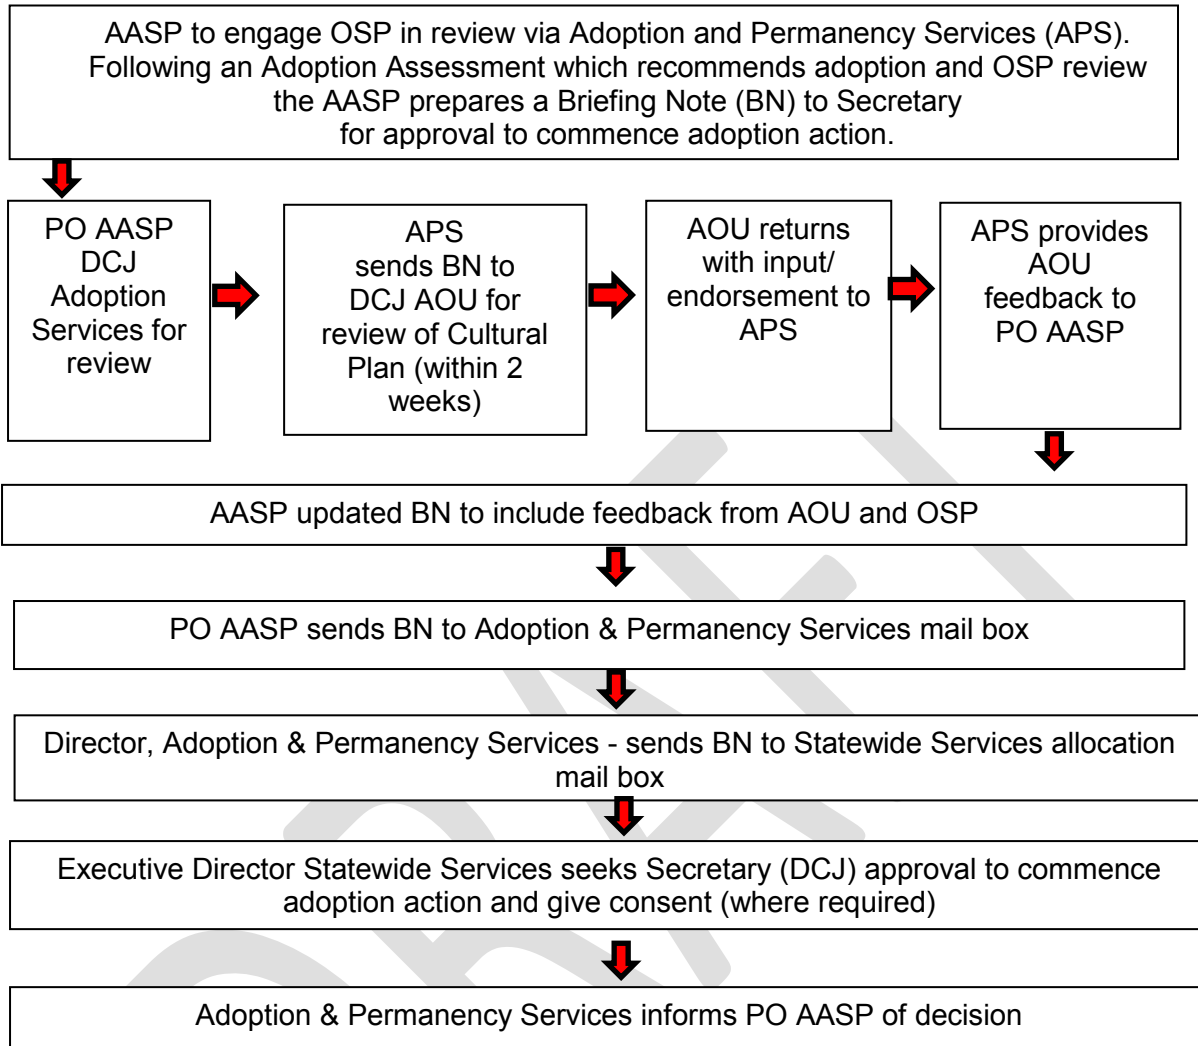 AASP to engage OSP in review via Adoption and Permanency Services (APS).
Following an Adoption Assessment which recommends adoption and OSP review
the AASP prepares a Briefing Note (BN) to Secretary
for approval to commence adoption action.
PO AASP
DCJ
Adoption
Services for
review
APS
sends BN to
DCJ AOU for
review of Cultural
Plan (within 2
weeks)
AOU returns
with input/
endorsement to
APS
APS provides
AOU
feedback to
PO AASP
AASP updated BN to include feedback from AOU and OSP
PO AASP sends BN to Adoption & Permanency Services mail box
Director, Adoption & Permanency Services - sends BN to Statewide Services allocation
mail box
Executive Director Statewide Services seeks Secretary (DCJ) approval to commence
adoption action and give consent (where required)
Adoption & Permanency Services informs PO AASP of decision
DRAFT